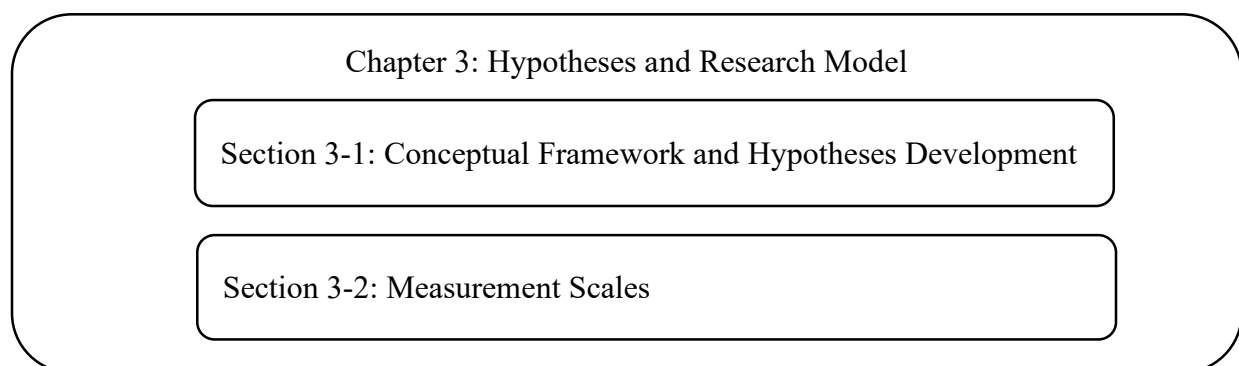 Chapter 3: Hypotheses and Research Model
Section 3-1: Conceptual Framework and Hypotheses Development
Section 3-2: Measurement Scales